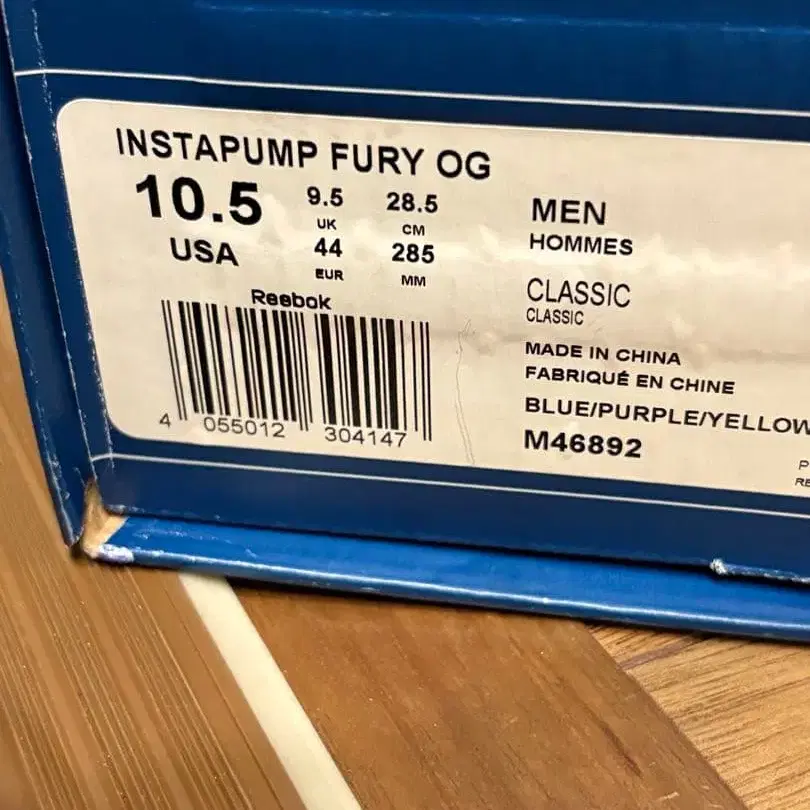 INSTAPUMP FURY OG
10.5
USA
9.5
UK
44
EUR
28.5
CM
285
MM
Reebok
4 055012 304147
MEN
HOMMES
CLASSIC
CLASSIC
MADE IN CHINA
FABRIQUÉ EN CHINE
BLUE/PURPLE/YELLOW
M46892